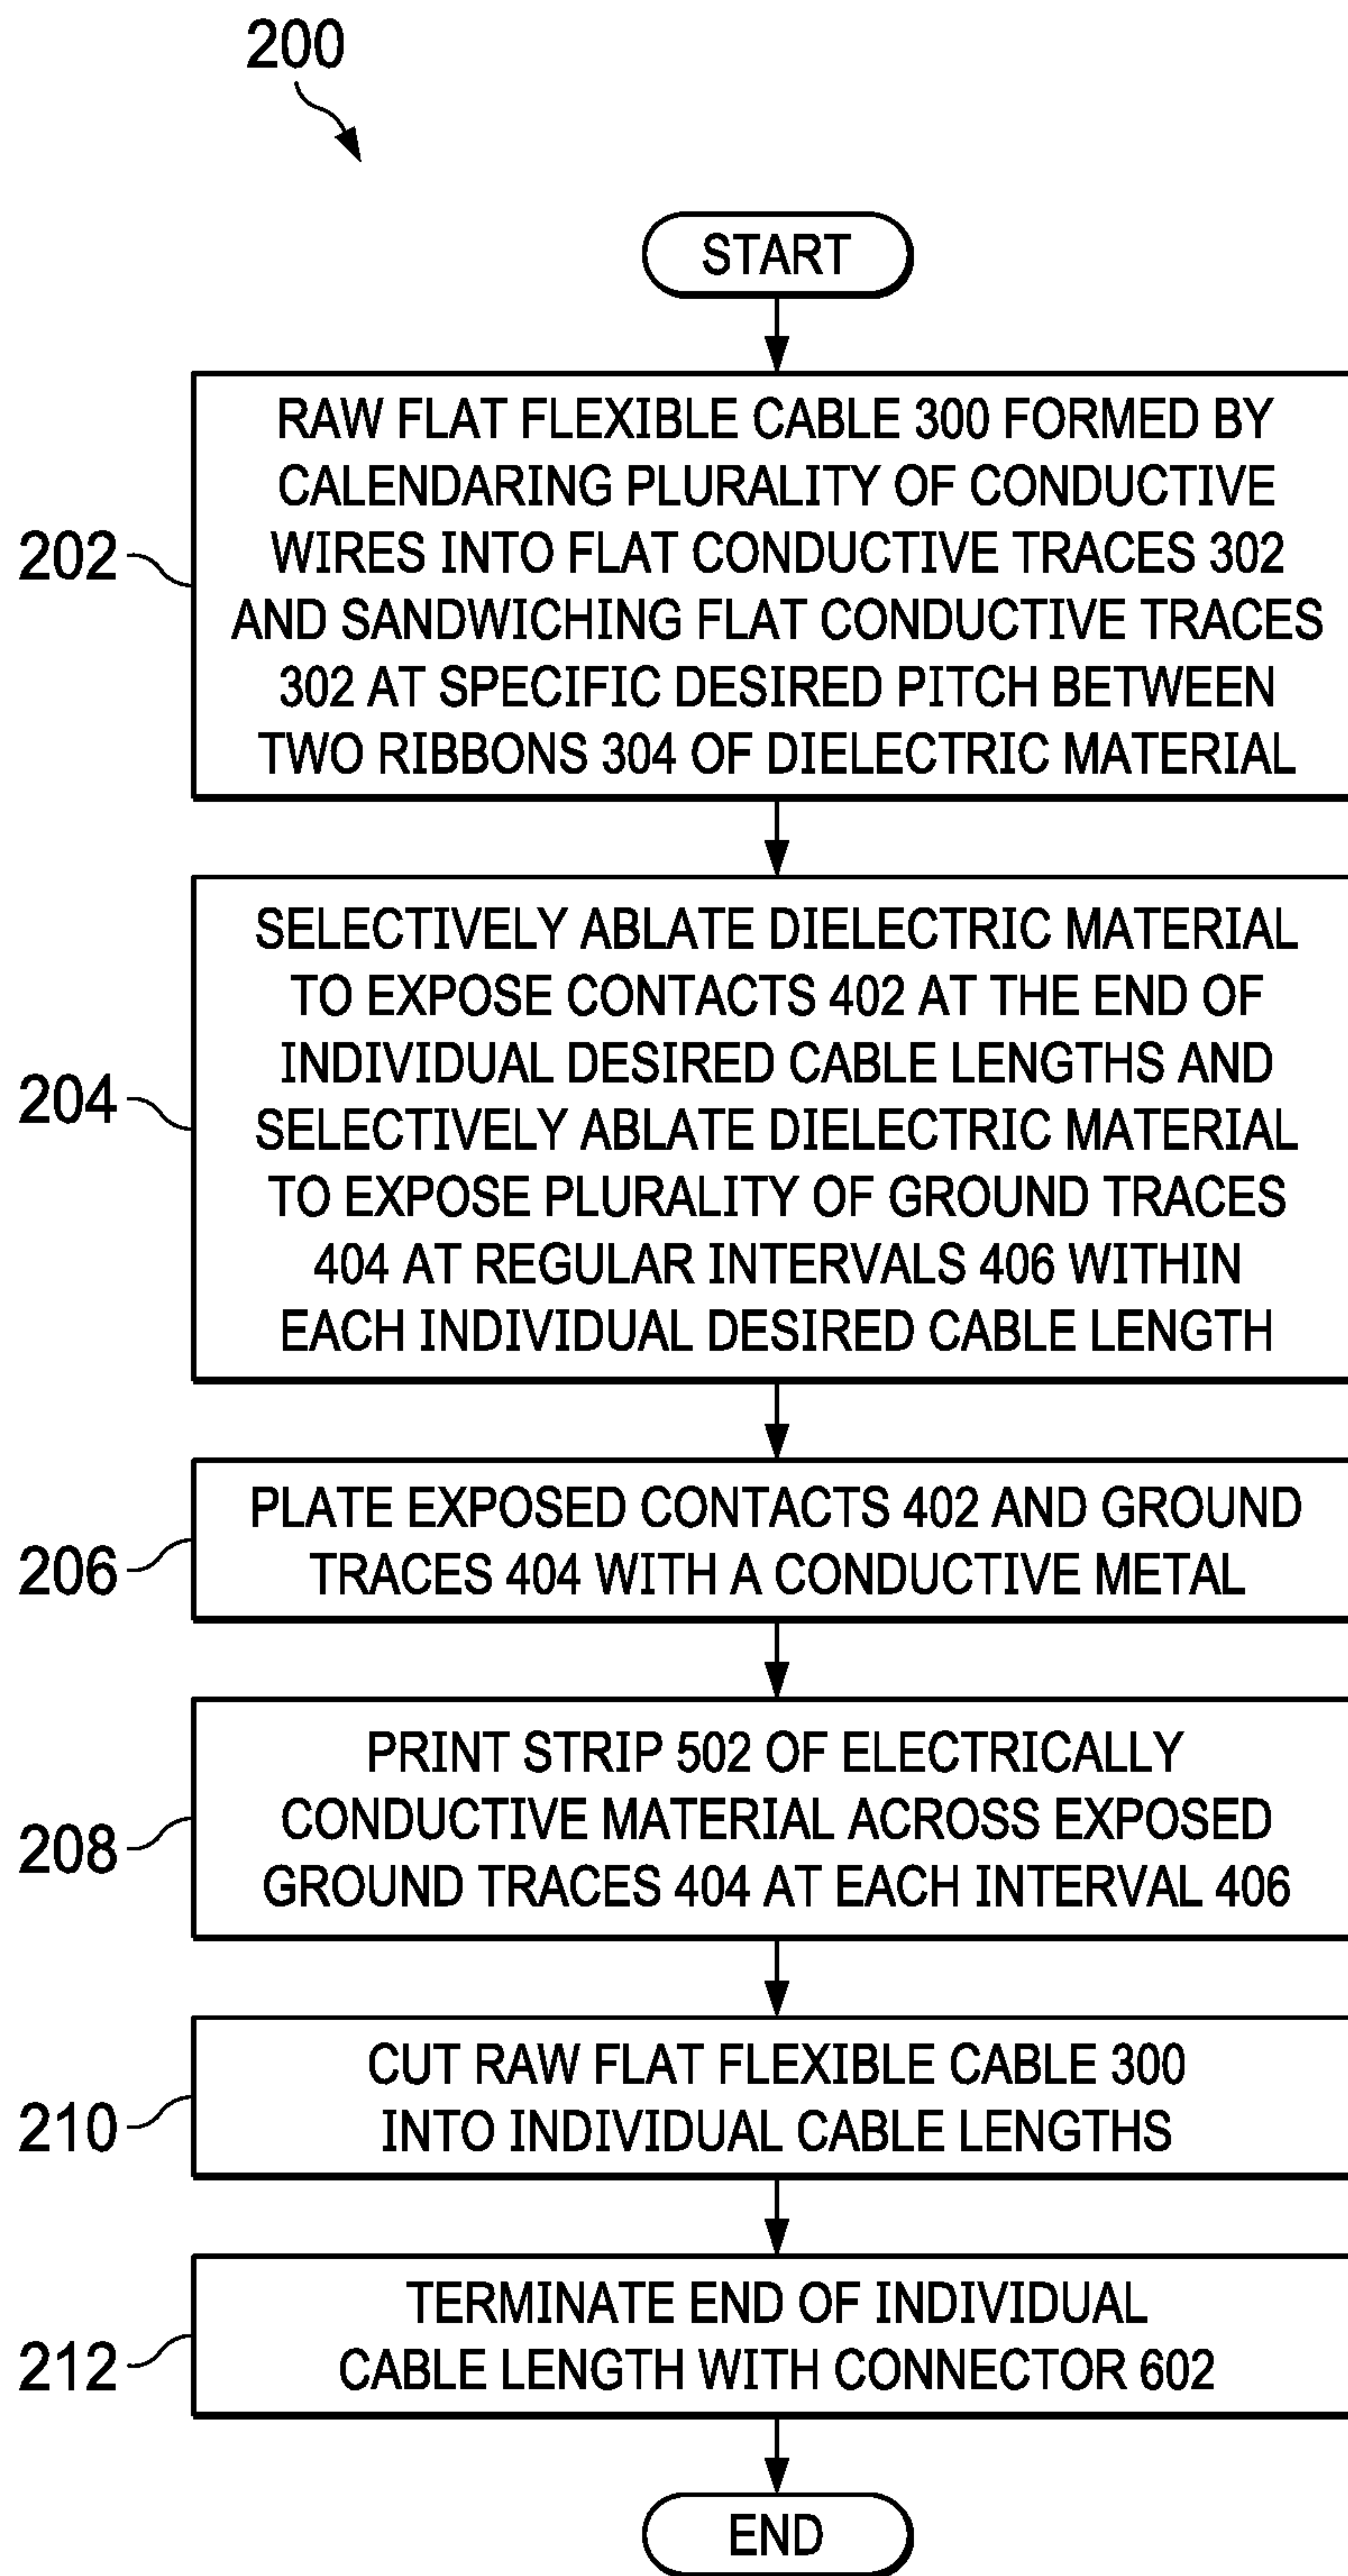 200
START
202
RAW FLAT FLEXIBLE CABLE 300 FORMED BY
CALENDARING PLURALITY OF CONDUCTIVE
WIRES INTO FLAT CONDUCTIVE TRACES 302
AND SANDWICHING FLAT CONDUCTIVE TRACES
302 AT SPECIFIC DESIRED PITCH BETWEEN
TWO RIBBONS 304 OF DIELECTRIC MATERIAL
204
SELECTIVELY ABLATE DIELECTRIC MATERIAL
TO EXPOSE CONTACTS 402 AT THE END OF
INDIVIDUAL DESIRED CABLE LENGTHS AND
SELECTIVELY ABLATE DIELECTRIC MATERIAL
TO EXPOSE PLURALITY OF GROUND TRACES
404 AT REGULAR INTERVALS 406 WITHIN
EACH INDIVIDUAL DESIRED CABLE LENGTH
206
PLATE EXPOSED CONTACTS 402 AND GROUND
TRACES 404 WITH A CONDUCTIVE METAL
208
PRINT STRIP 502 OF ELECTRICALLY
CONDUCTIVE MATERIAL ACROSS EXPOSED
GROUND TRACES 404 AT EACH INTERVAL 406
210
CUT RAW FLAT FLEXIBLE CABLE 300
INTO INDIVIDUAL CABLE LENGTHS
212
TERMINATE END OF INDIVIDUAL
CABLE LENGTH WITH CONNECTOR 602
END